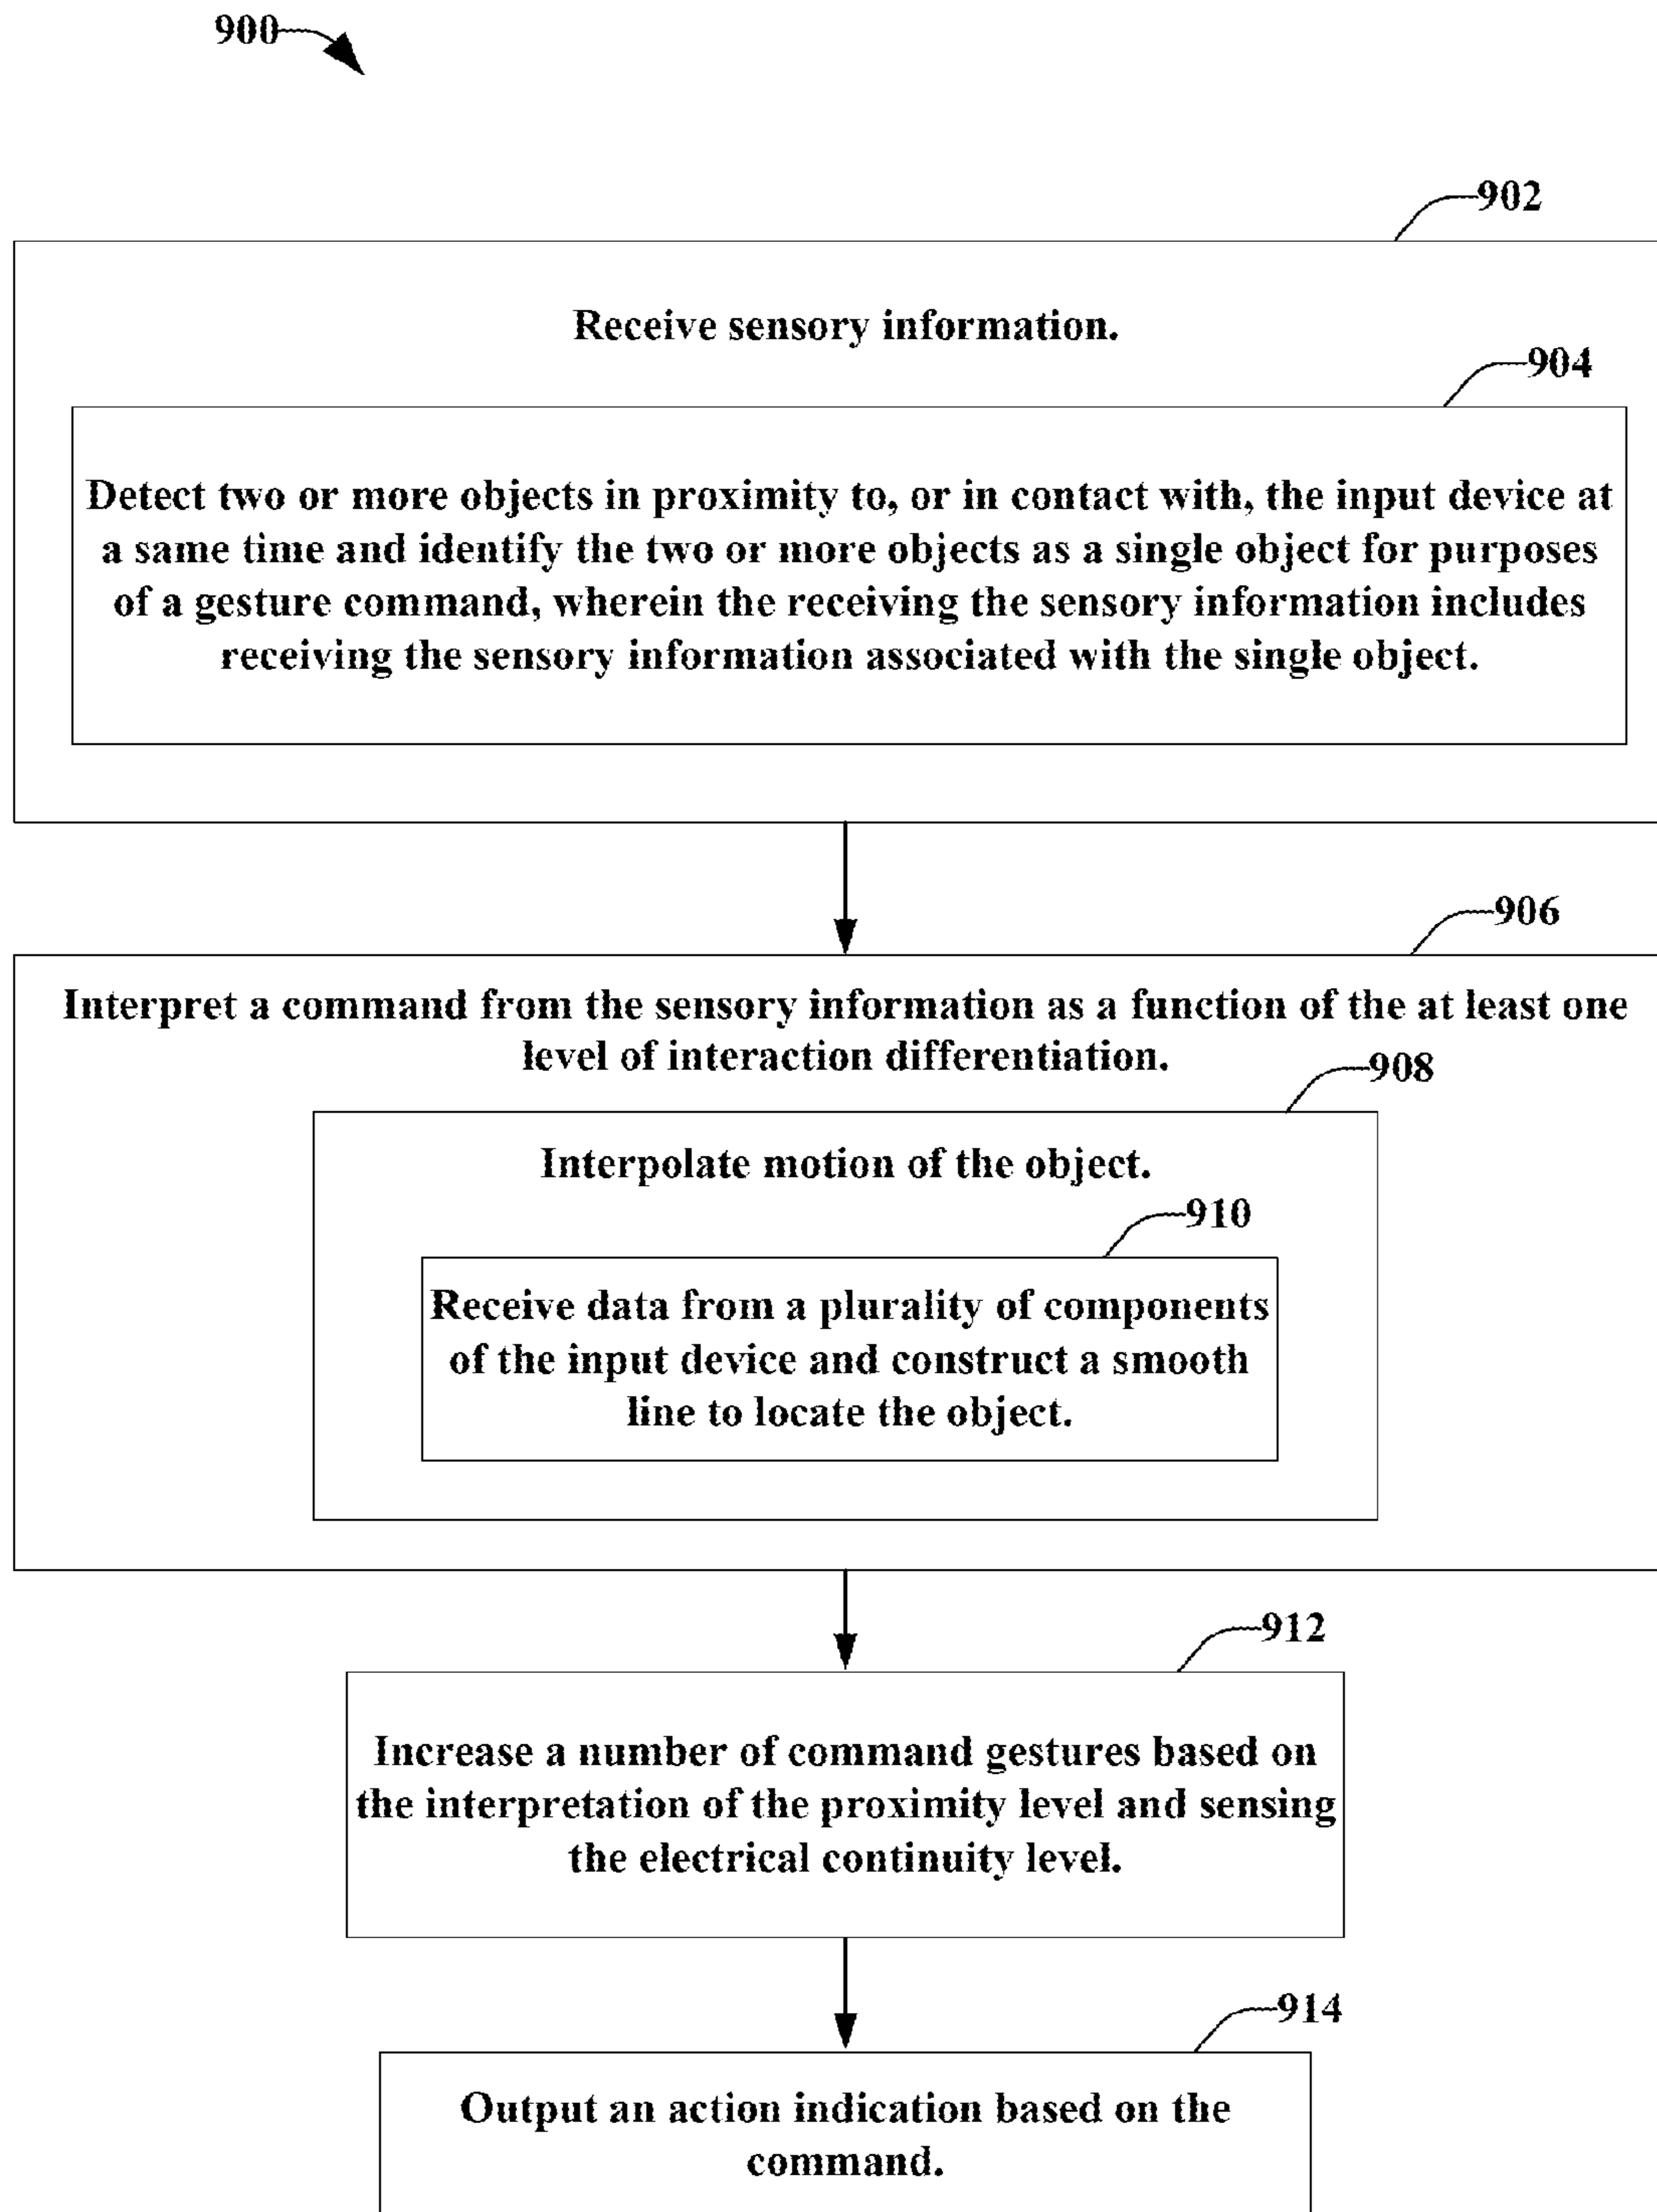 900
902
Receive sensory information.
904
Detect two or more objects in proximity to, or in contact with, the input device at
a same time and identify the two or more objects as a single object for purposes
of a gesture command, wherein the receiving the sensory information includes
receiving the sensory information associated with the single object.
906
Interpret a command from the sensory information as a function of the at least one
level of interaction differentiation.
908
Interpolate motion of the object.
910
Receive data from a plurality of components
of the input device and construct a smooth
line to locate the object.
912
Increase a number of command gestures based on
the interpretation of the proximity level and sensing
the electrical continuity level.
914
Output an action indication based on the
command.